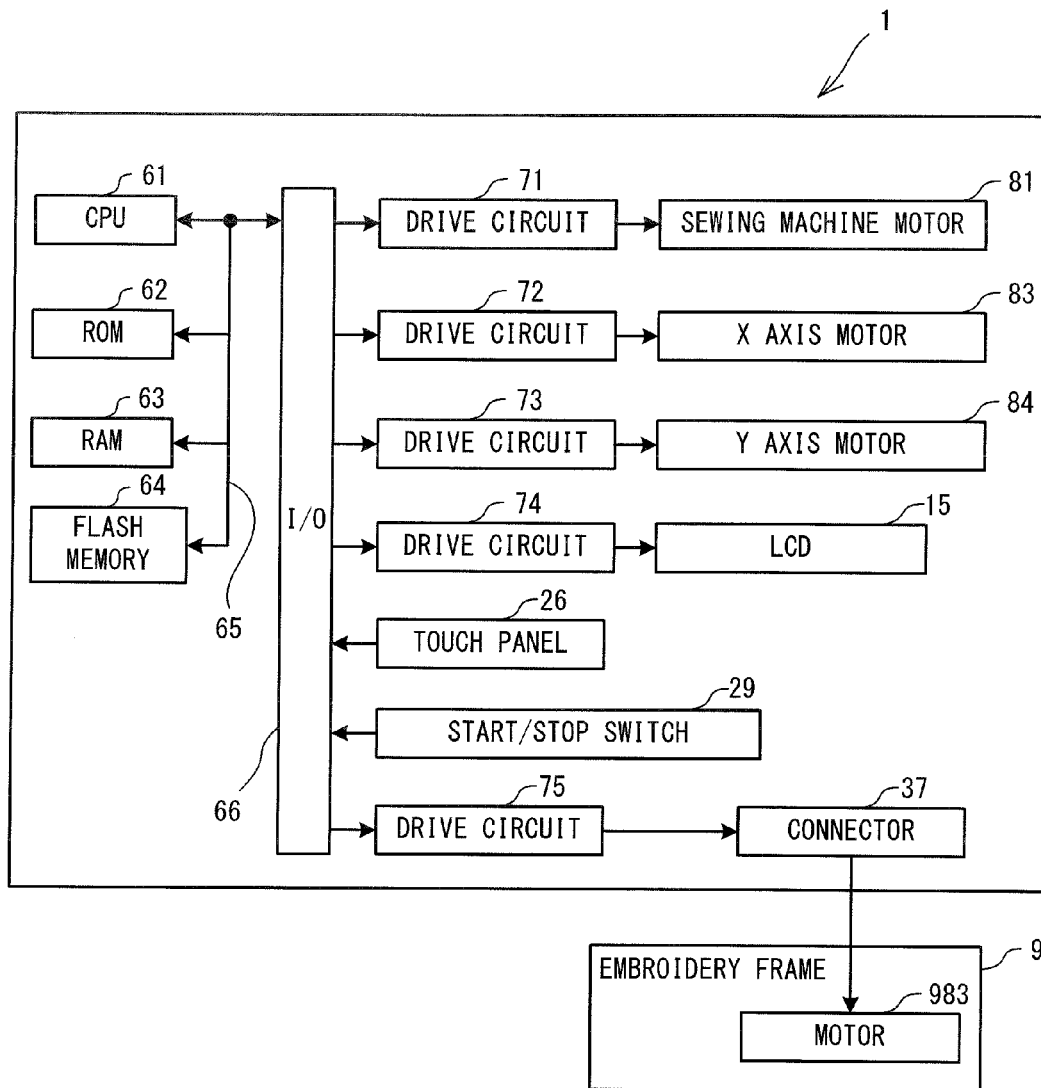 1
61
CPU
71
DRIVE CIRCUIT
81
SEWING MACHINE MOTOR
62
ROM
72
DRIVE CIRCUIT
83
X AXIS MOTOR
63
RAM
73
DRIVE CIRCUIT
84
Y AXIS MOTOR
64
FLASH
MEMORY
65
I/O
66
74
DRIVE CIRCUIT
15
LCD
26
TOUCH PANEL
29
START/STOP SWITCH
75
DRIVE CIRCUIT
37
CONNECTOR
9
EMBROIDERY FRAME
983
MOTOR